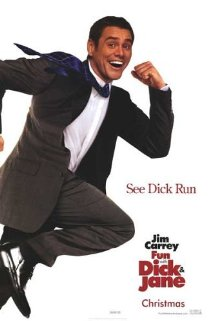 See Dick Run
Jim
Carrey
Fun
with
Dick
&
Jane
Christmas